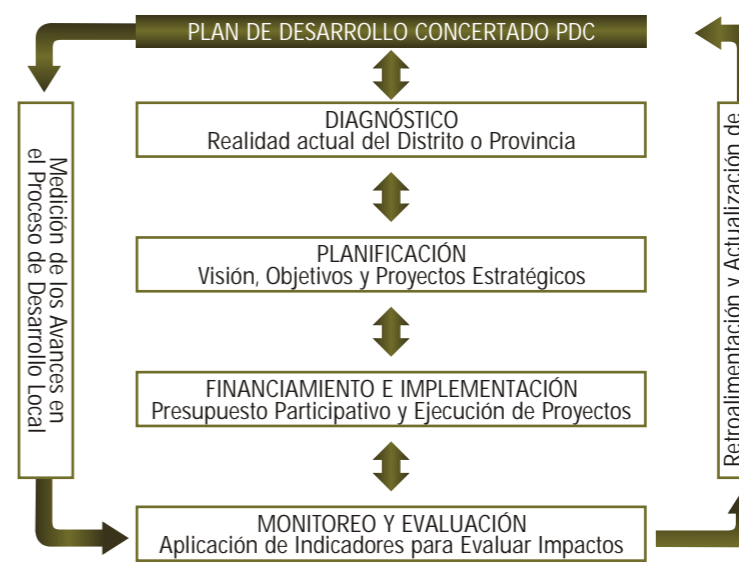 PLAN DE DESARROLLO CONCERTADO PDC
DIAGNÓSTICO
Realidad actual del Distrito o Provincia
PLANIFICACIÓN
Visión, Objetivos y Proyectos Estratégicos
FINANCIAMIENTO E IMPLEMENTACIÓN
Presupuesto Participativo y Ejecución de Proyectos
MONITOREO Y EVALUACIÓN
Aplicación de Indicadores para Evaluar Impactos
Medición de los Avances en
el Proceso de Desarrollo Local
Retroalimentación y Actualización de